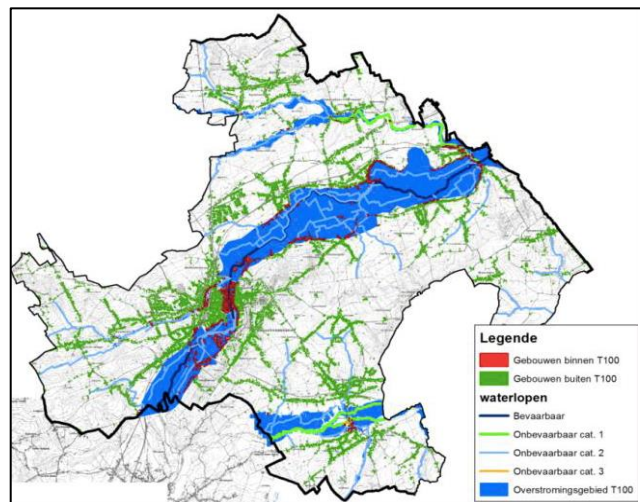 Legende
Gebouwen binnen T100
Gebouwen buiten T100
waterlopen
Bevaarbaar
Onbevaarbaar cat. 1
Onbevaarbaar cat. 2
Onbevaarbaar cat. 3
Overstromingsgebied T100